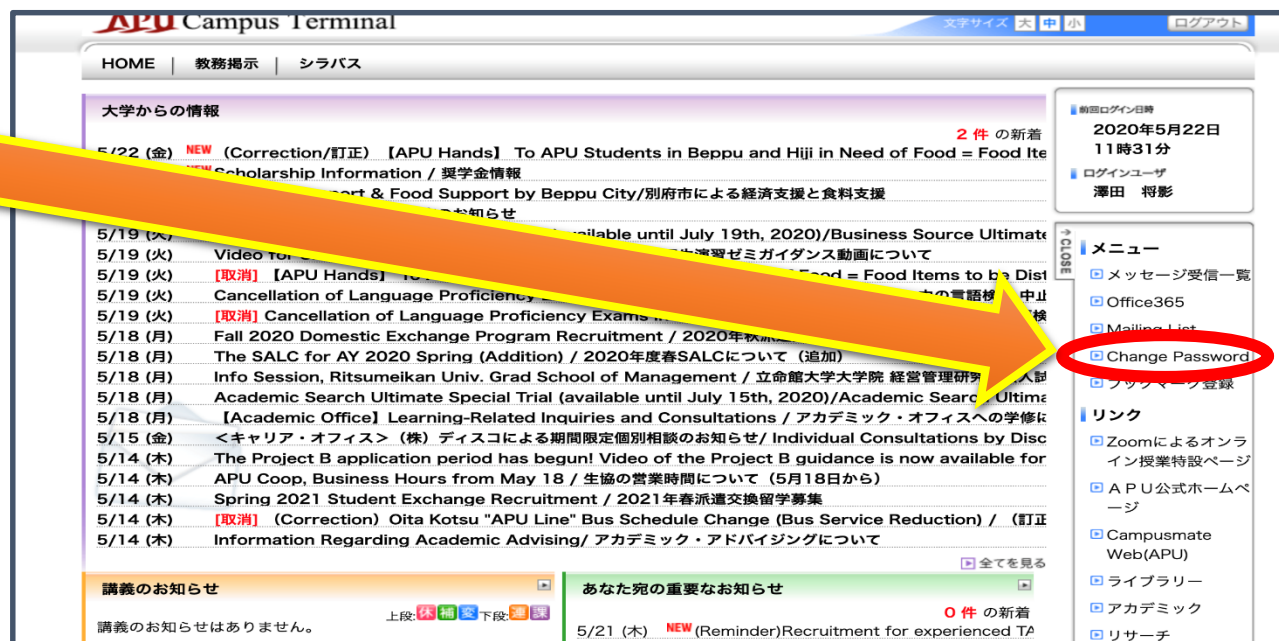 APU Campus Terminal
文字サイズ 大 中 小
ログアウト
HOME | 教務掲示 | シラバス
大学からの情報
2 件 の新着
5/22 (金) NEW (Correction/訂正) 【APU Hands】 To APU Students in Beppu and Hiji in Need of Food = Food Ite
Scholarship Information / 奨学金情報
& Food Support by Beppu City/別府市による経済支援と食料支援
のお知らせ
5/19 (火) available until July 19th, 2020)/Business Source Ultimate
5/19 (火) Video for ゼミガイダンス動画について
5/19 (火) [取消] 【APU Hands】 Food = Food Items to be Dist
5/19 (火) Cancellation of Language Proficiency の言語検 中止
5/19 (火) [取消] Cancellation of Language Proficiency Exams 検
5/18 (月) Fall 2020 Domestic Exchange Program Recruitment / 2020年秋
5/18 (月) The SALC for AY 2020 Spring (Addition) / 2020年度春SALCについて（追加）
5/18 (月) Info Session, Ritsumeikan Univ. Grad School of Management / 立命館大学大学院 経営管理研究 入試
5/18 (月) Academic Search Ultimate Special Trial (available until July 15th, 2020)/Academic Search Ultima
5/18 (月) 【Academic Office】Learning-Related Inquiries and Consultations / アカデミック・オフィスへの学修に
5/15 (金) <キャリア・オフィス>（株）ディスコによる期間限定個別相談のお知らせ/ Individual Consultations by Disc
5/14 (木) The Project B application period has begun! Video of the Project B guidance is now available for
5/14 (木) APU Coop, Business Hours from May 18 / 生協の営業時間について（5月18日から）
5/14 (木) Spring 2021 Student Exchange Recruitment / 2021年春派遣交換留学募集
5/14 (木) [取消] (Correction) Oita Kotsu "APU Line" Bus Schedule Change (Bus Service Reduction) / （訂正
5/14 (木) Information Regarding Academic Advising/ アカデミック・アドバイジングについて
全てを見る
講義のお知らせ
上段:休 補 変 下段:連 課
講義のお知らせはありません。
あなた宛の重要なお知らせ
0 件 の新着
5/21 (木) NEW (Reminder)Recruitment for experienced TA
前回ログイン日時
2020年5月22日
11時31分
ログインユーザ
澤田 将影
CLOSE
メニュー
メッセージ受信一覧
Office365
Mailing List
Change Password
ブックマーク登録
リンク
Zoomによるオンラ
イン授業特設ページ
APU公式ホームペ
ージ
Campusmate
Web(APU)
ライブラリー
アカデミック
リサーチ